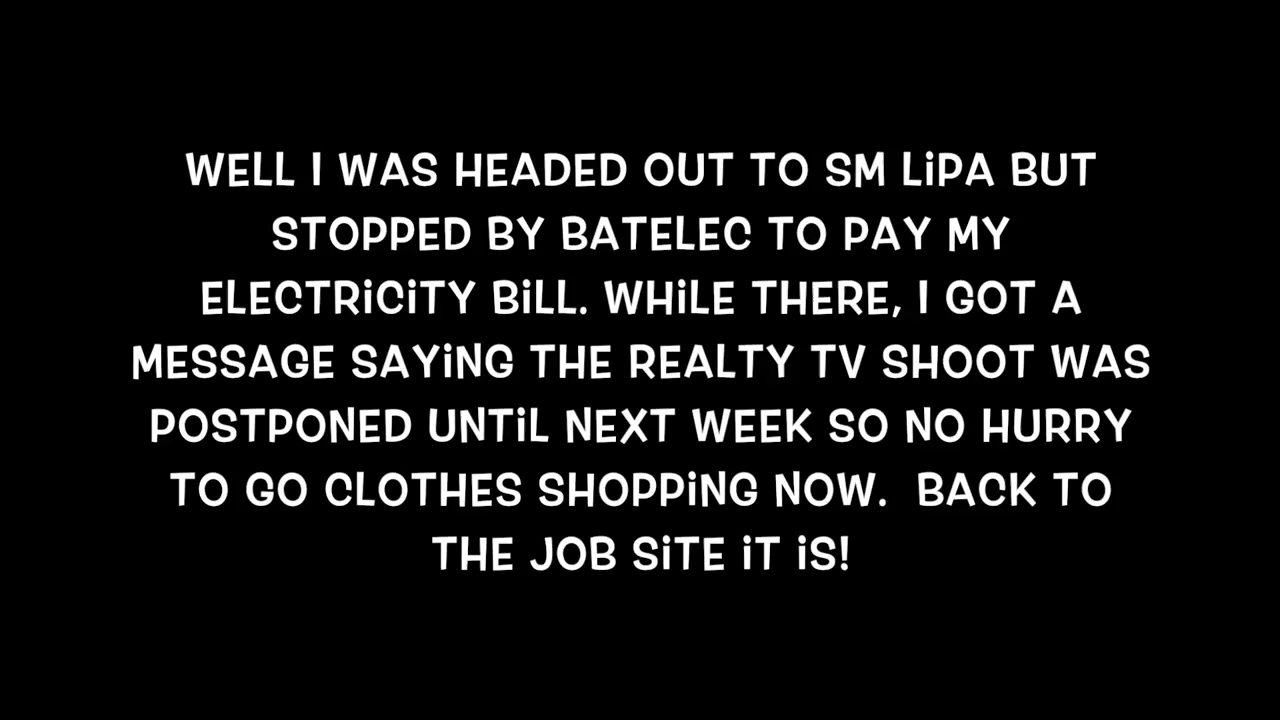 WELL I WAS HEADED OUT TO SM LiPA BUT
STOPPED BY BATELEC TO PAY MY
ELECTRiCiTY BiLL. WHiLE THERE, I GOT A
MESSAGE SAYiNG THE REALTY TV SHOOT WAS
POSTPONED UNTiL NEXT WEEK SO NO HURRY
TO GO CLOTHES SHOPPiNG NOW.  BACK TO
THE JOB SiTE iT iS!